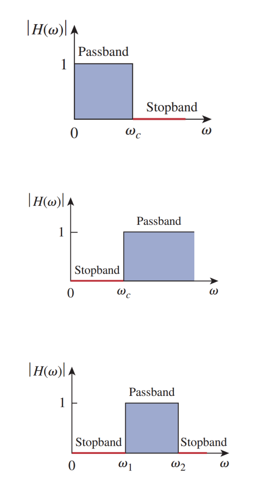 |H(ω)|
Passband
1
Stopband
0 ωc ω
|H(ω)|
Passband
1
Stopband
0 ωc ω
|H(ω)|
Passband
1
Stopband Stopband
0 ω1 ω2 ω